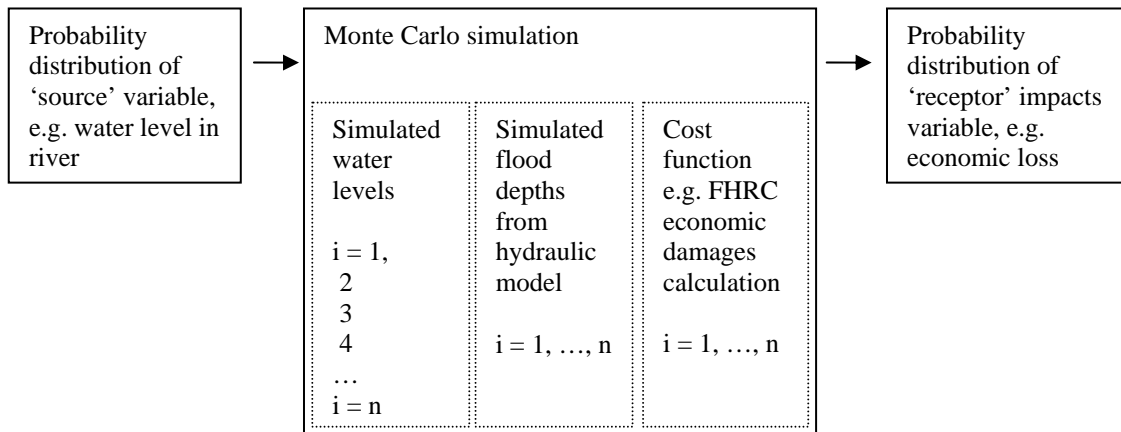 Probability
distribution of
‘source’ variable,
e.g. water level in
river
Monte Carlo simulation
Simulated
water
levels
i = 1,
2
3
4
…
i = n
Simulated
flood
depths
from
hydraulic
model
i = 1, …, n
Cost
function
e.g. FHRC
economic
damages
calculation
i = 1, …, n
Probability
distribution of
‘receptor’ impacts
variable, e.g.
economic loss